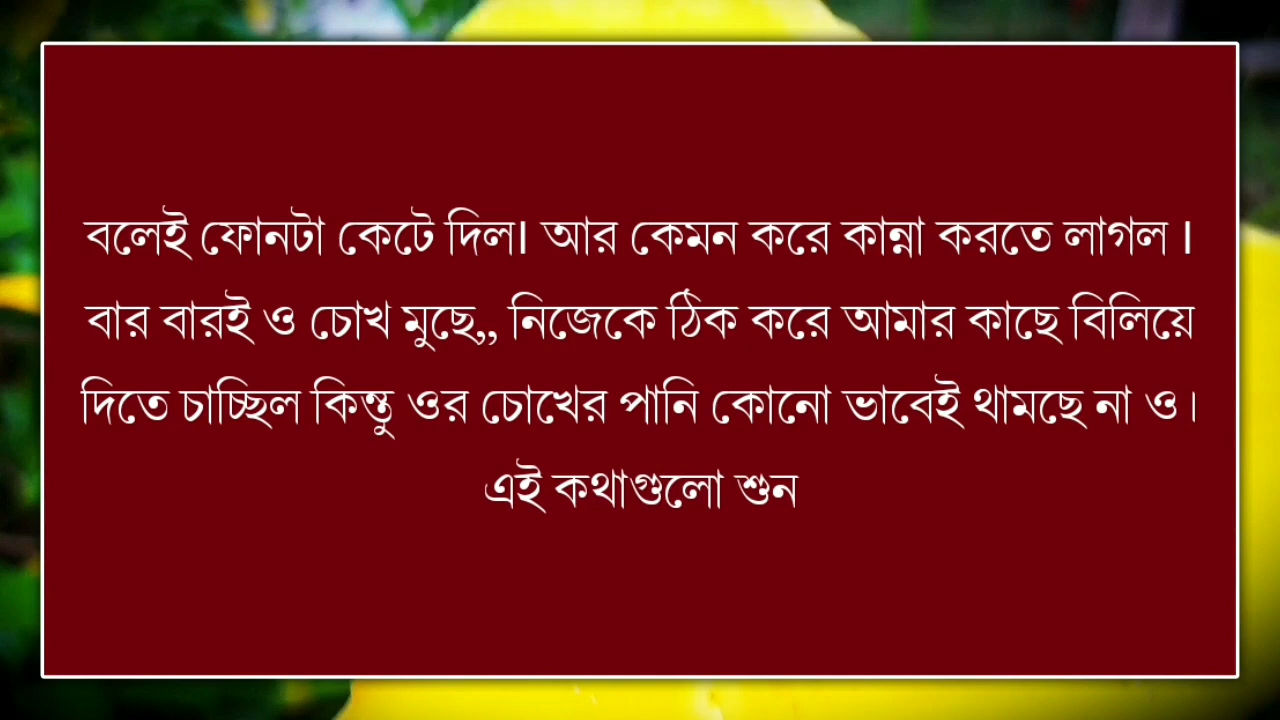 বলেই ফোনটা কেটে দিল। আর কেমন করে কান্না করতে লাগল ।
বার বারই ও চোখ মুছে,, নিজেকে ঠিক করে আমার কাছে বিলিয়ে
দিতে চাচ্ছিল কিন্তু ওর চোখের পানি কোনো ভাবেই থামছে না ও।
এই কথাগুলো শুন